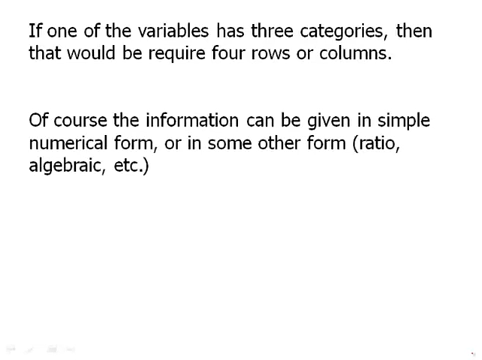 If one of the variables has three categories, then
that would be require four rows or columns.
Of course the information can be given in simple
numerical form, or in some other form (ratio,
algebraic, etc.)